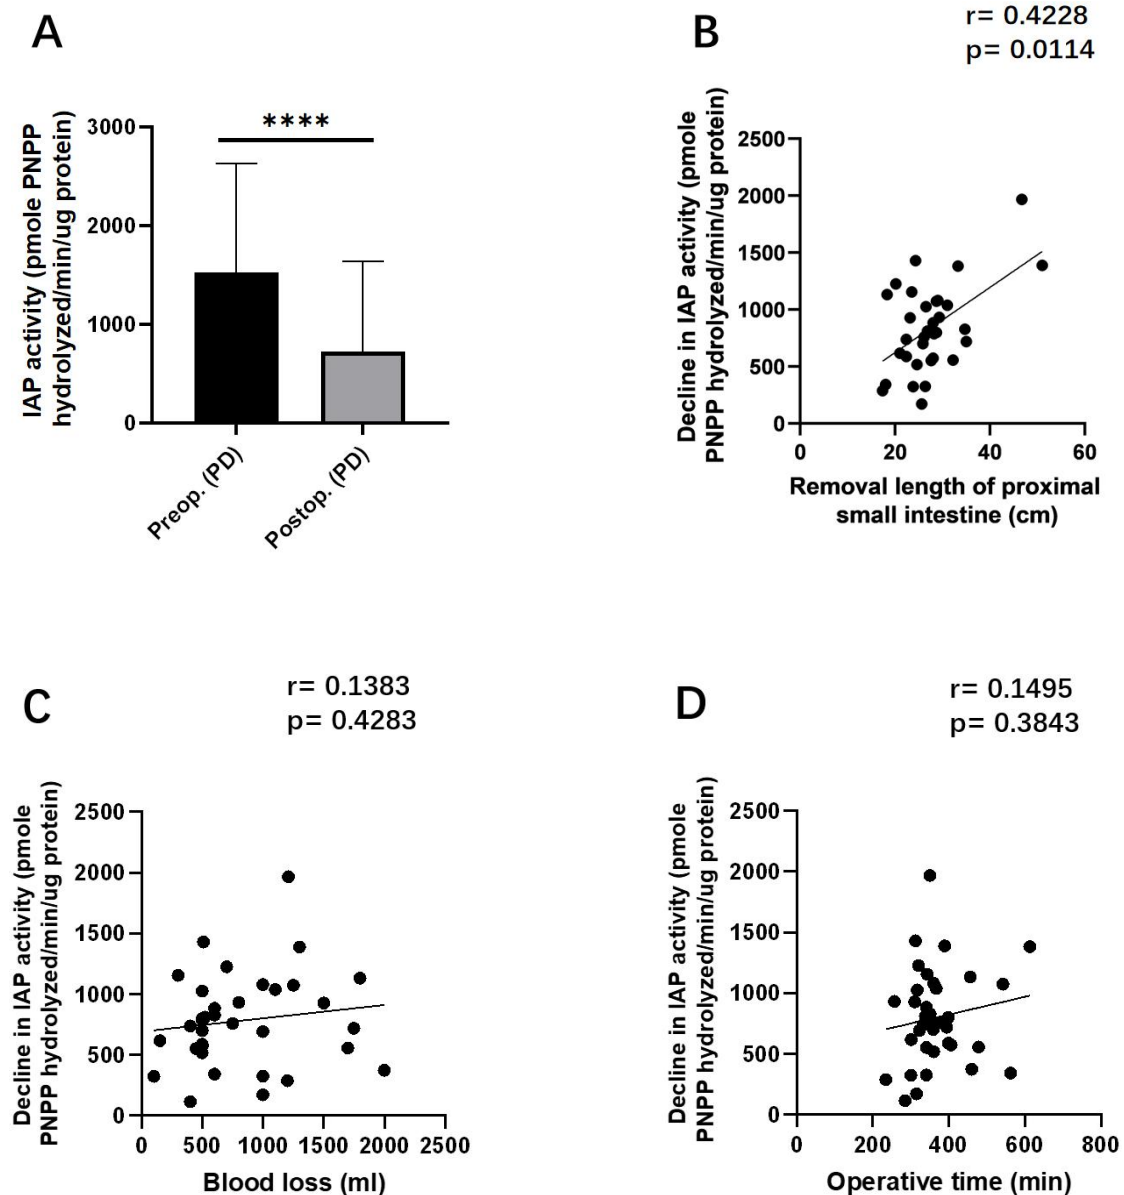 A
IAP activity (pmole PNPP
hydrolyzed/min/ug protein)
3000
2000
1000
0
****
Preop. (PD)
Postop. (PD)
B
r= 0.4228
p= 0.0114
Decline in IAP activity (pmole
PNPP hydrolyzed/min/ug protein)
2500
2000
1500
1000
500
0
0 20 40 60
Removal length of proximal
small intestine (cm)
C
r= 0.1383
p= 0.4283
Decline in IAP activity (pmole
PNPP hydrolyzed/min/ug protein)
2500
2000
1500
1000
500
0
0 500 1000 1500 2000 2500
Blood loss (ml)
D
r= 0.1495
p= 0.3843
Decline in IAP activity (pmole
PNPP hydrolyzed/min/ug protein)
2500
2000
1500
1000
500
0
0 200 400 600 800
Operative time (min)